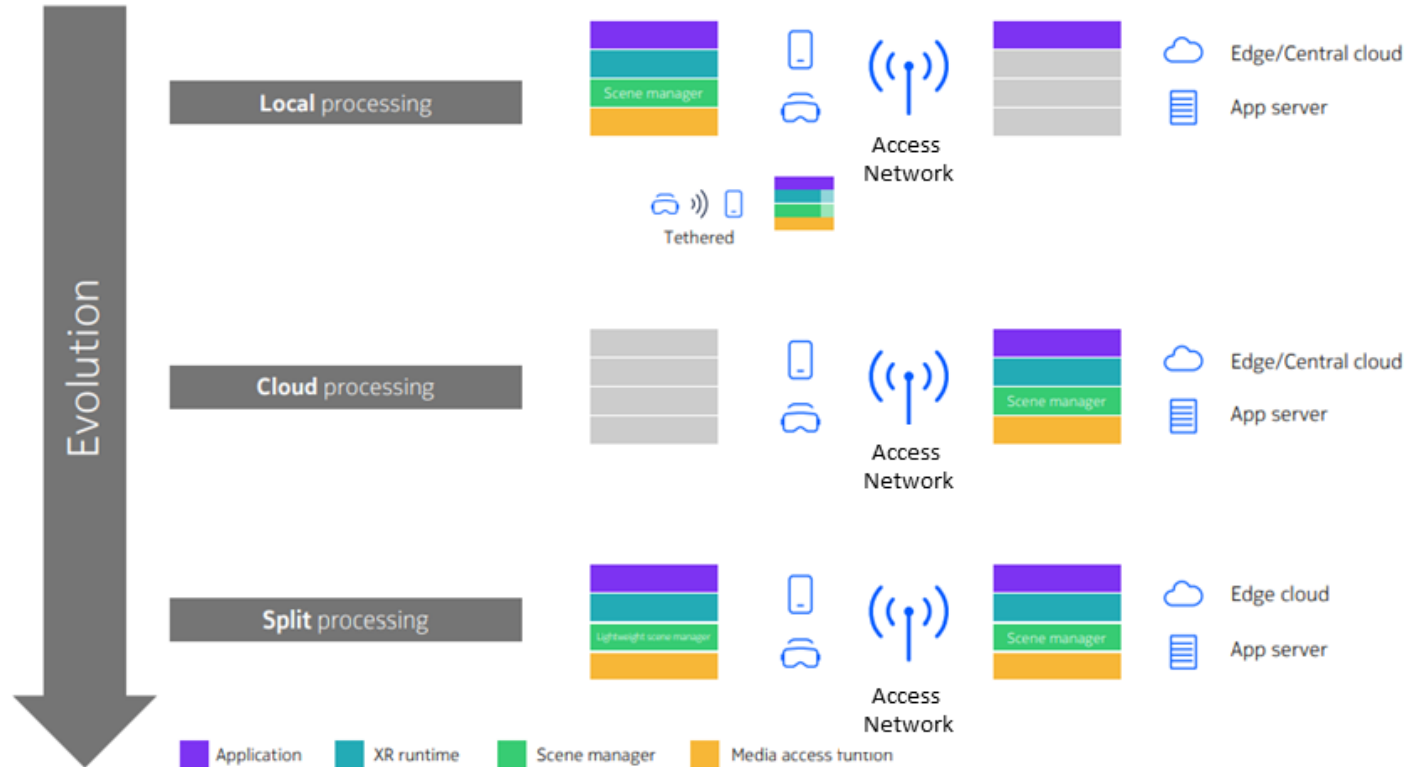 Evolution
Local processing
Scene manager
Access
Network
Edge/Central cloud
App server
Tethered
Cloud processing
Access
Network
Scene manager
Edge/Central cloud
App server
Split processing
Lightweight scene manager
Access
Network
Scene manager
Edge cloud
App server
Application
XR runtime
Scene manager
Media access funtion